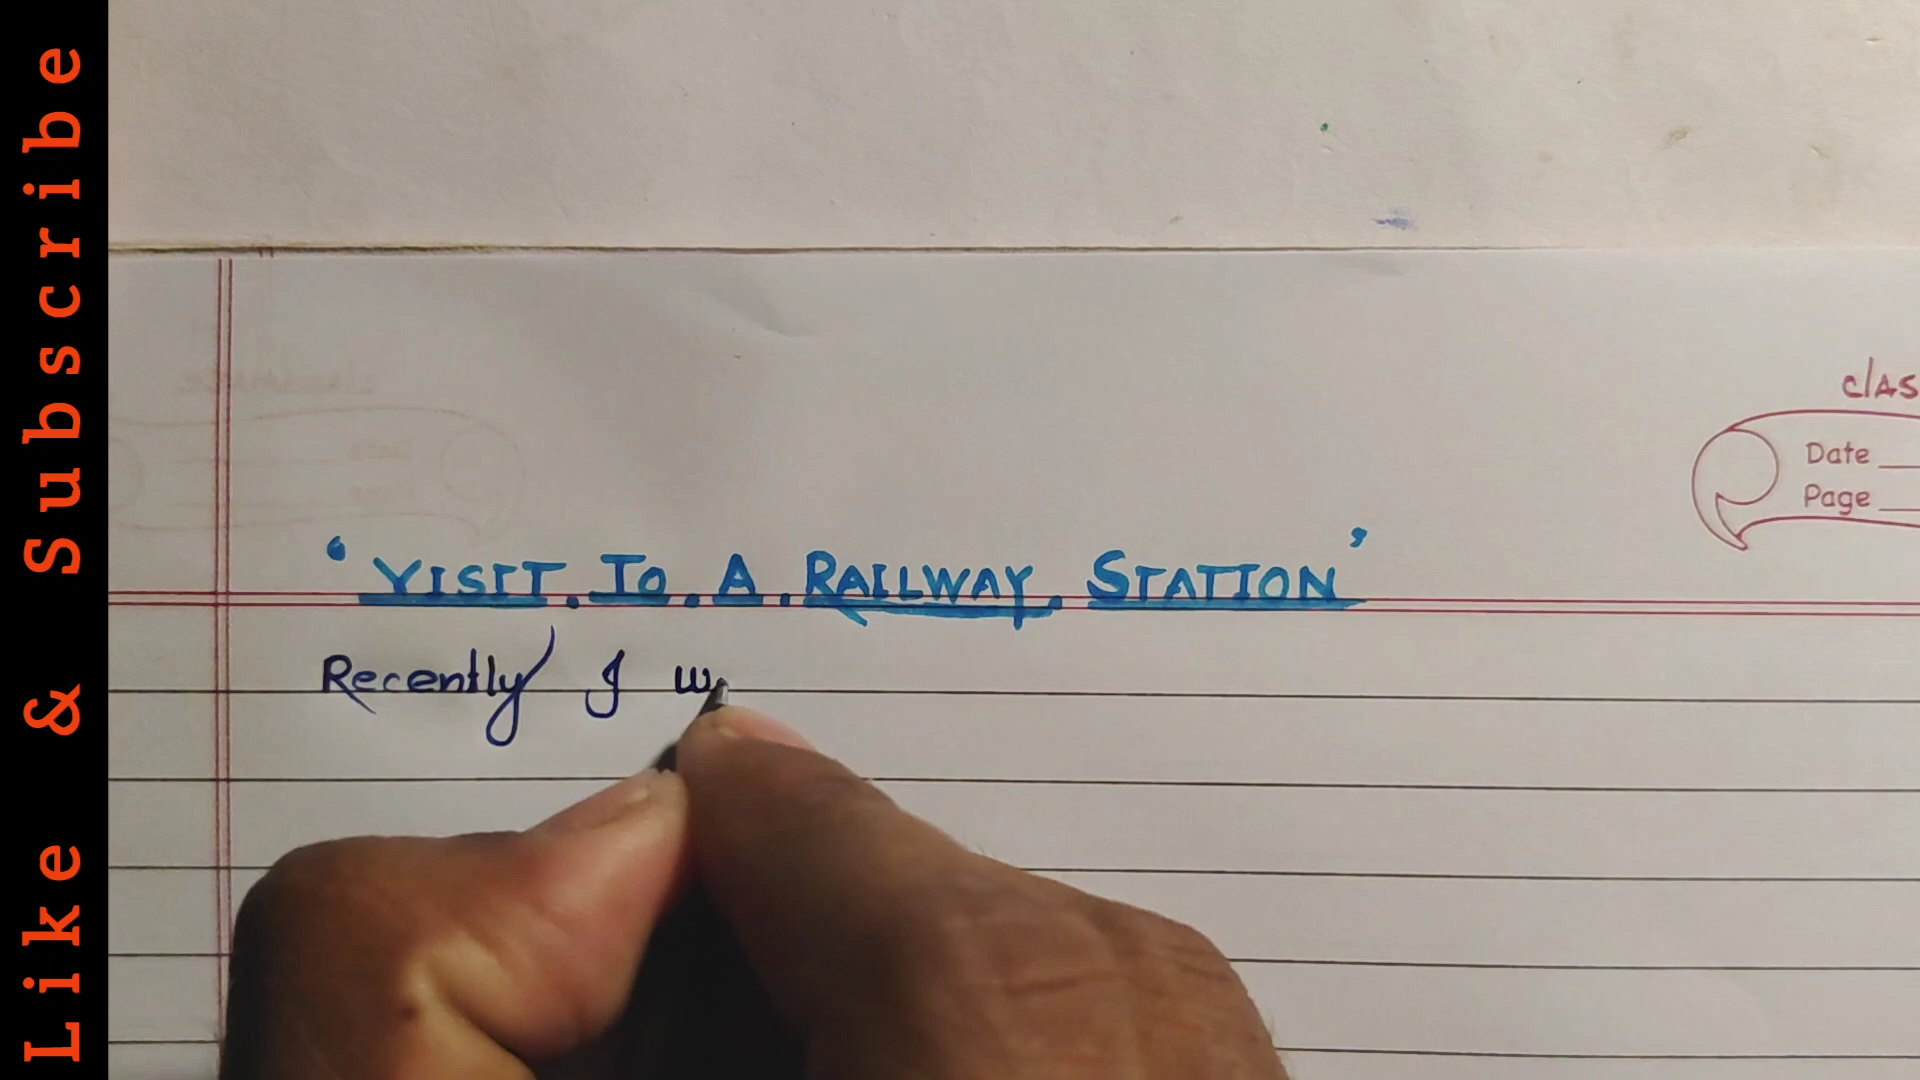 Like & Subscribe
clas
Date
Page
‘VISIT. TO. A. RAILWAY. STATION’
Recently I w